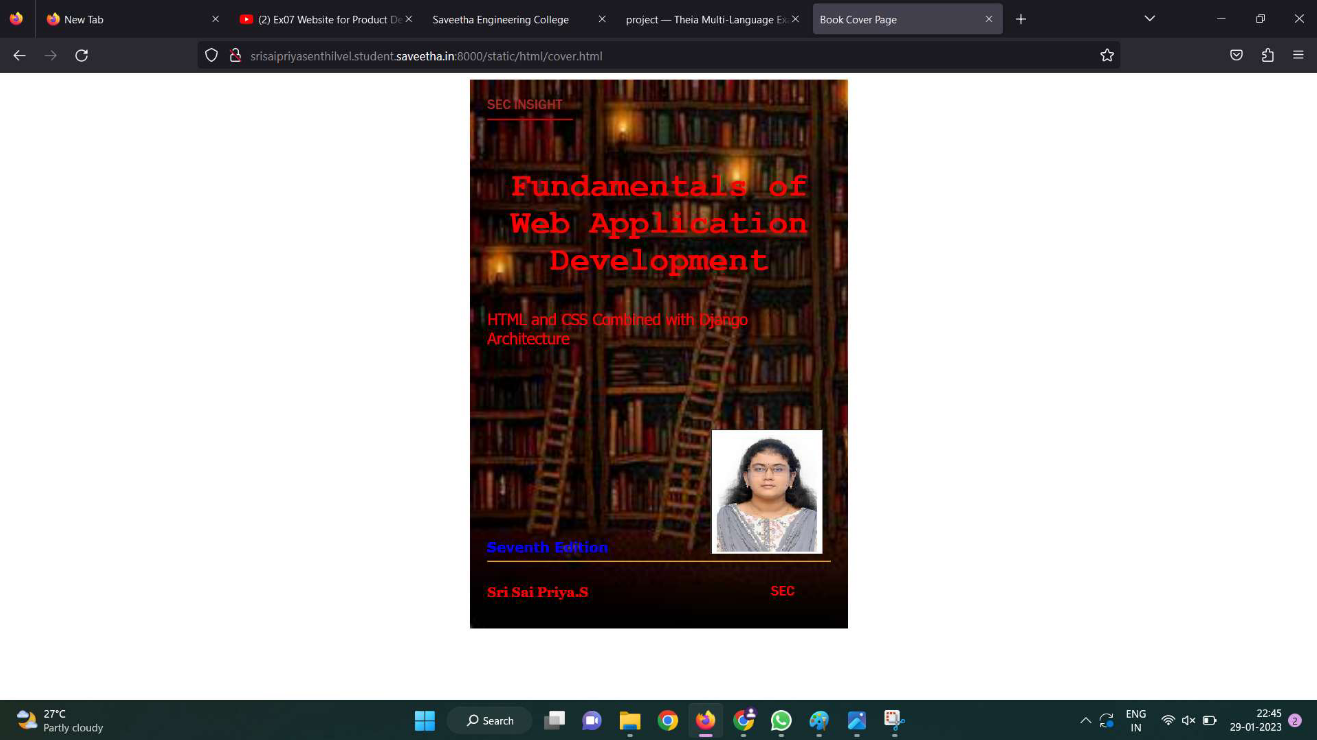 New Tab
(2) Ex07 Website for Product De
Saveetha Engineering College
project — Theia Multi-Language Ex
Book Cover Page
srisaipriyasenthilvel.student.saveetha.in:8000/static/html/cover.html
SEC INSIGHT
Fundamentals of
Web Application
Development
HTML and CSS Combined with Django
Architecture
Seventh Edition
Sri Sai Priya.S
SEC
27°C
Partly cloudy
Search
ENG
IN
22:45
29-01-2023
2